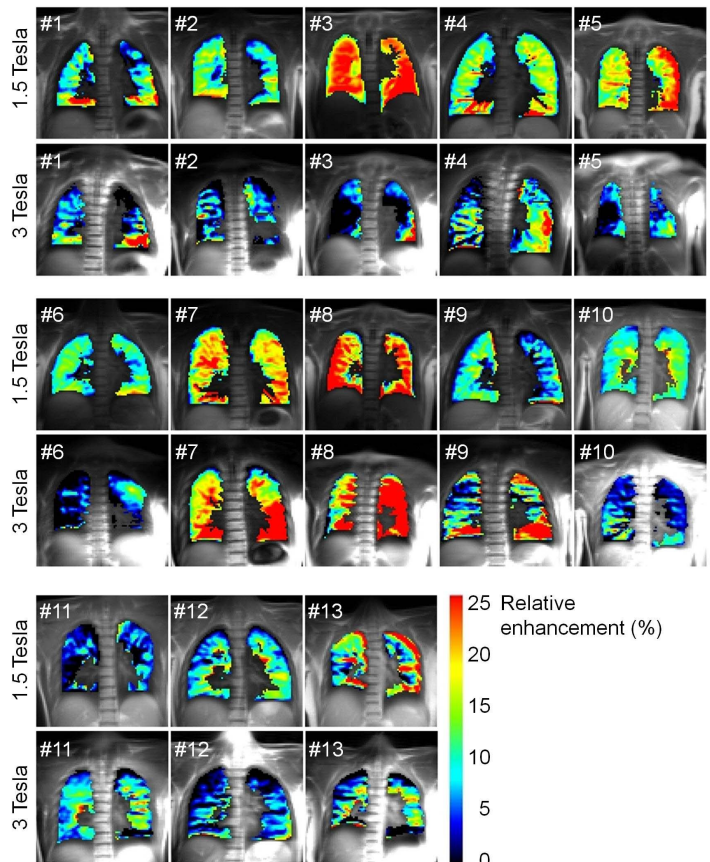 1.5 Tesla
#1 #2 #3 #4 #5
3 Tesla
#1 #2 #3 #4 #5
1.5 Tesla
#6 #7 #8 #9 #10
3 Tesla
#6 #7 #8 #9 #10
1.5 Tesla
#11 #12 #13
3 Tesla
#11 #12 #13
25 Relative
enhancement (%)
20
15
10
5
0